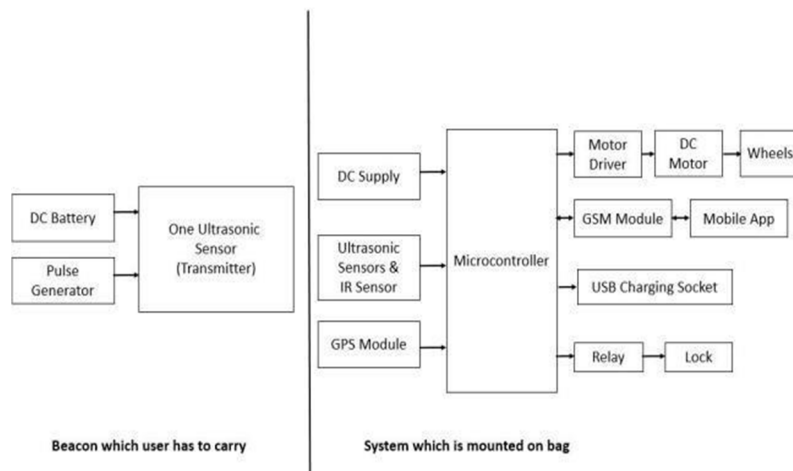 DC Battery
Pulse
Generator
One Ultrasonic
Sensor
(Transmitter)
Beacon which user has to carry
DC Supply
Ultrasonic
Sensors &
IR Sensor
GPS Module
Microcontroller
Motor
Driver
DC
Motor
Wheels
GSM Module
Mobile App
USB Charging Socket
Relay
Lock
System which is mounted on bag